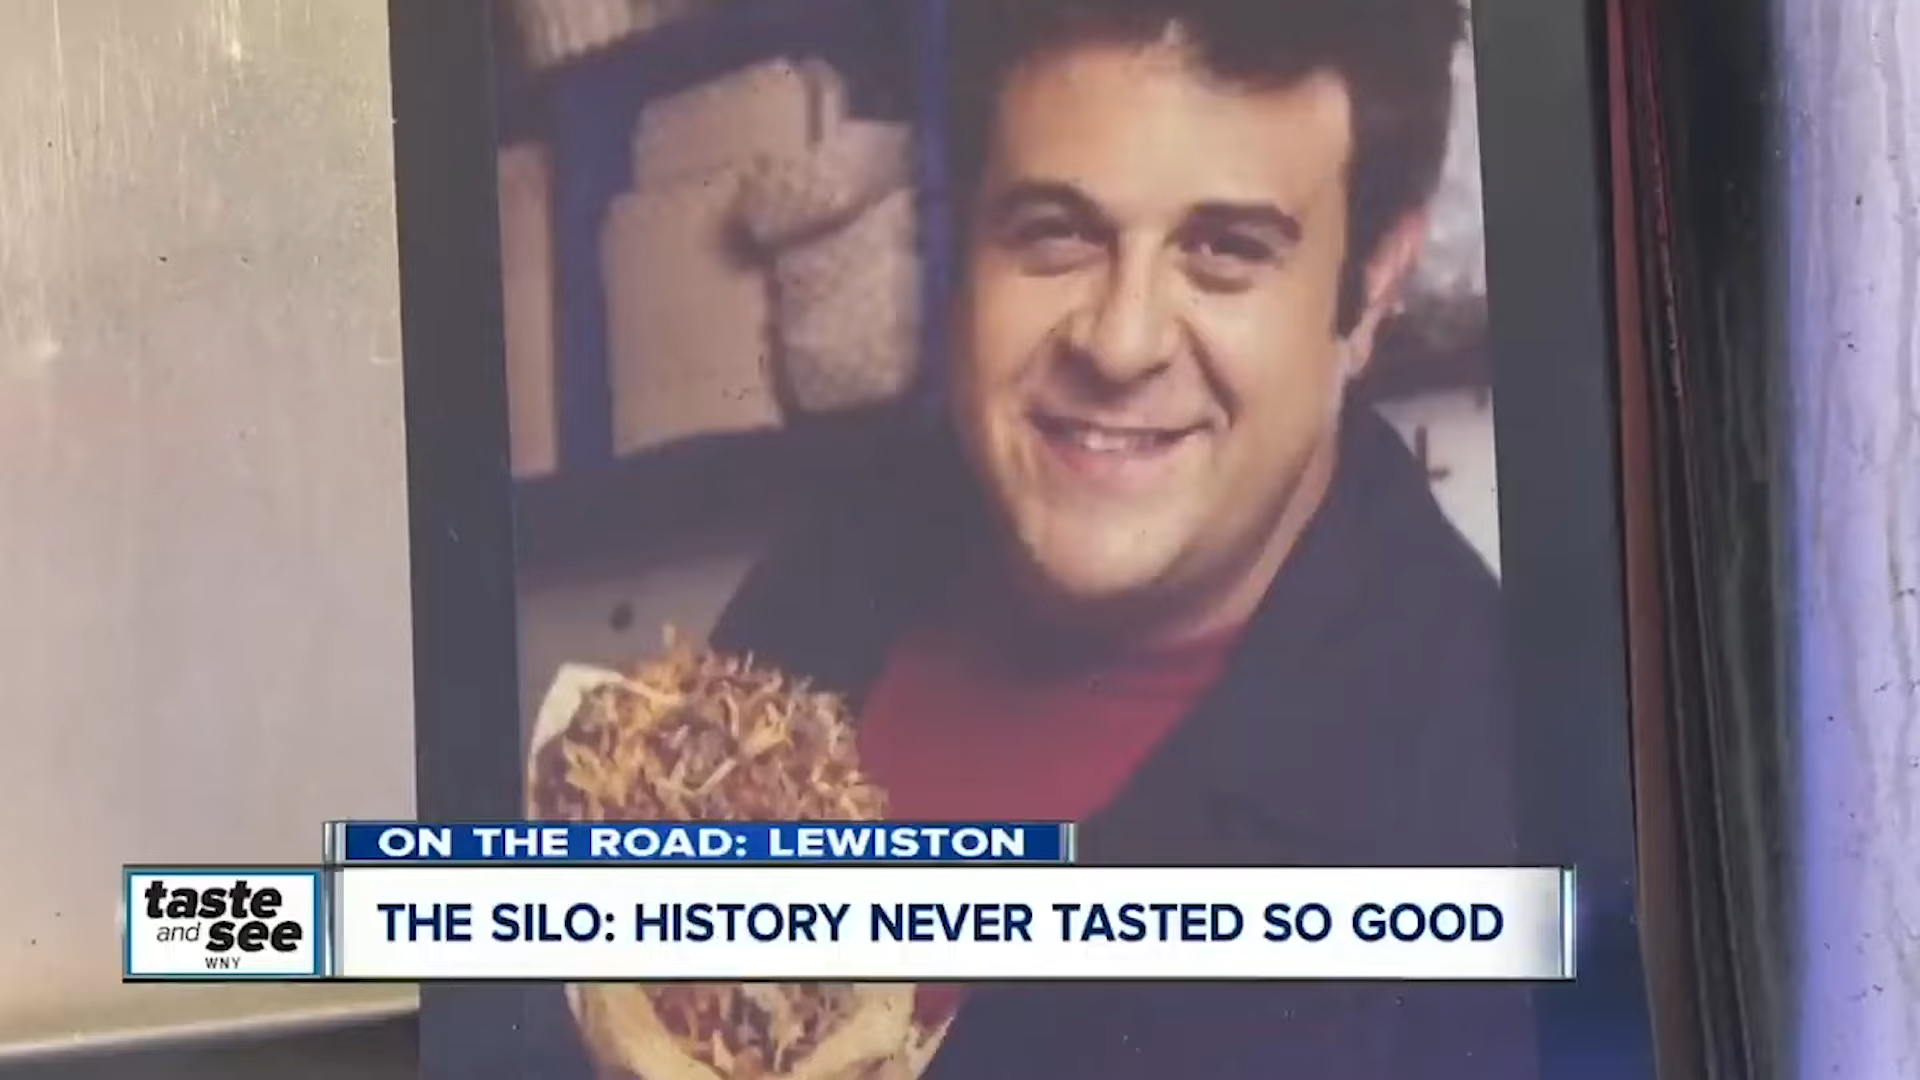 ON THE ROAD: LEWISTON
taste
and see
WNY
THE SILO: HISTORY NEVER TASTED SO GOOD